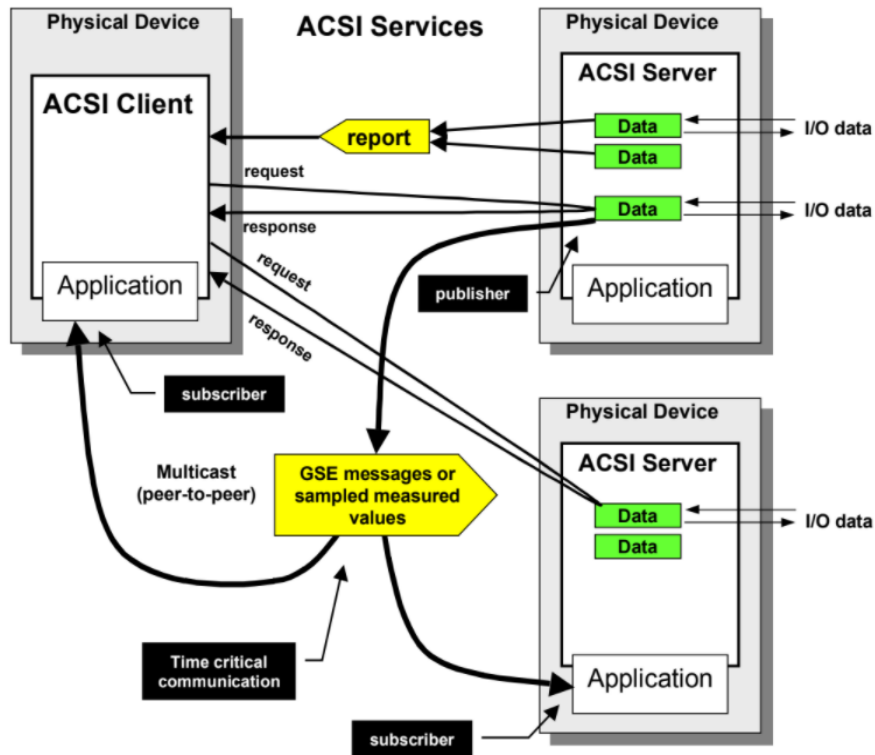 Physical Device
ACSI Services
Physical Device
ACSI Client
ACSI Server
report
Data
I/O data
Data
request
Data
I/O data
response
request
publisher
Application
Application
response
subscriber
Physical Device
Multicast
(peer-to-peer)
GSE messages or
sampled measured
values
ACSI Server
Data
I/O data
Data
Time critical
communication
Application
subscriber